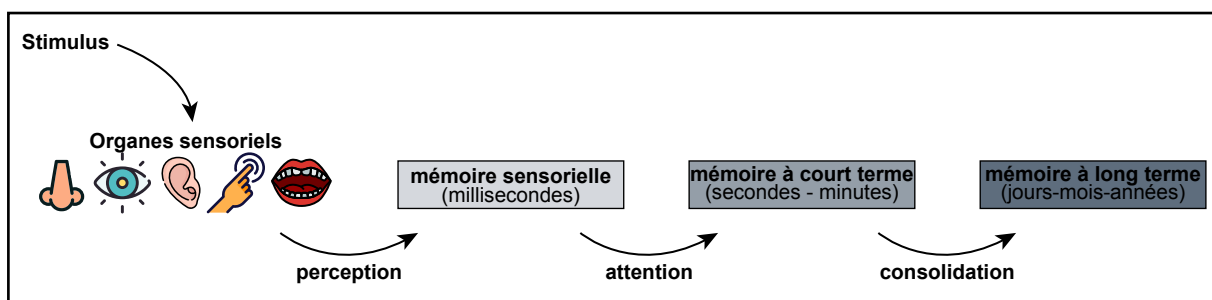 Stimulus
Organes sensoriels
mémoire sensorielle
(millisecondes)
mémoire à court terme
(secondes - minutes)
mémoire à long terme
(jours-mois-années)
perception
attention
consolidation